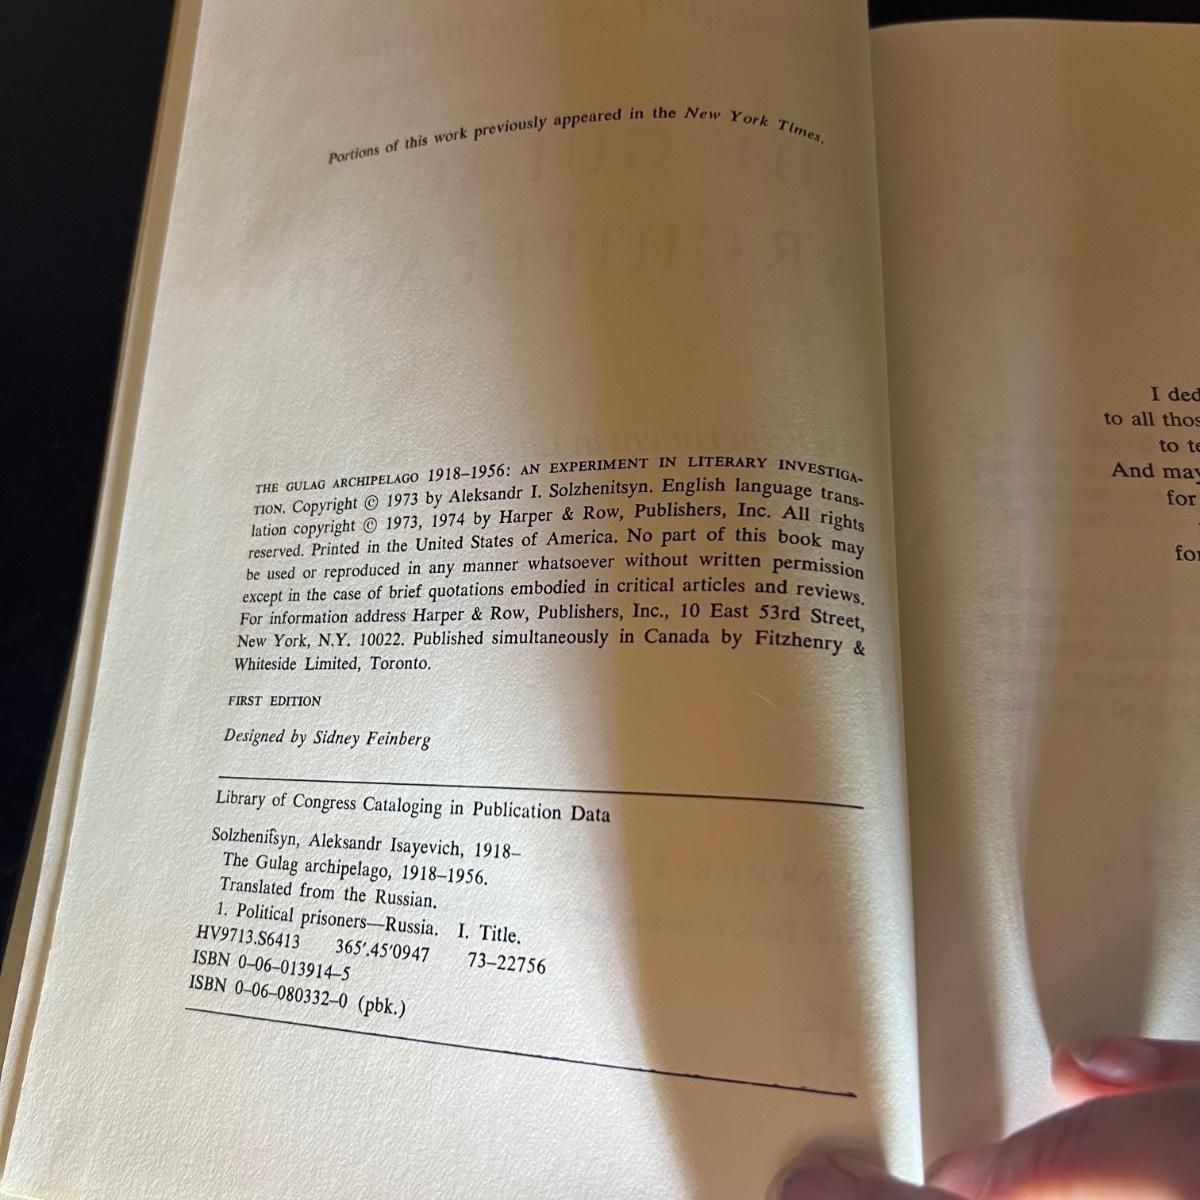 Portions of this work previously appeared in the New York Times.
THE GULAG ARCHIPELAGO 1918–1956: AN EXPERIMENT IN LITERARY INVESTIGA-
TION. Copyright © 1973 by Aleksandr I. Solzhenitsyn. English language trans-
lation copyright © 1973, 1974 by Harper & Row, Publishers, Inc. All rights
reserved. Printed in the United States of America. No part of this book may
be used or reproduced in any manner whatsoever without written permission
except in the case of brief quotations embodied in critical articles and reviews.
For information address Harper & Row, Publishers, Inc., 10 East 53rd Street,
New York, N.Y. 10022. Published simultaneously in Canada by Fitzhenry &
Whiteside Limited, Toronto.
FIRST EDITION
Designed by Sidney Feinberg
Library of Congress Cataloging in Publication Data
Solzhenit͡syn, Aleksandr Isayevich, 1918–
The Gulag archipelago, 1918–1956.
Translated from the Russian.
1. Political prisoners—Russia. I. Title.
HV9713.S6413 365′.45′0947 73–22756
ISBN 0–06–013914–5
ISBN 0–06–080332–0 (pbk.)
I ded
to all thos
to te
And may
for
for